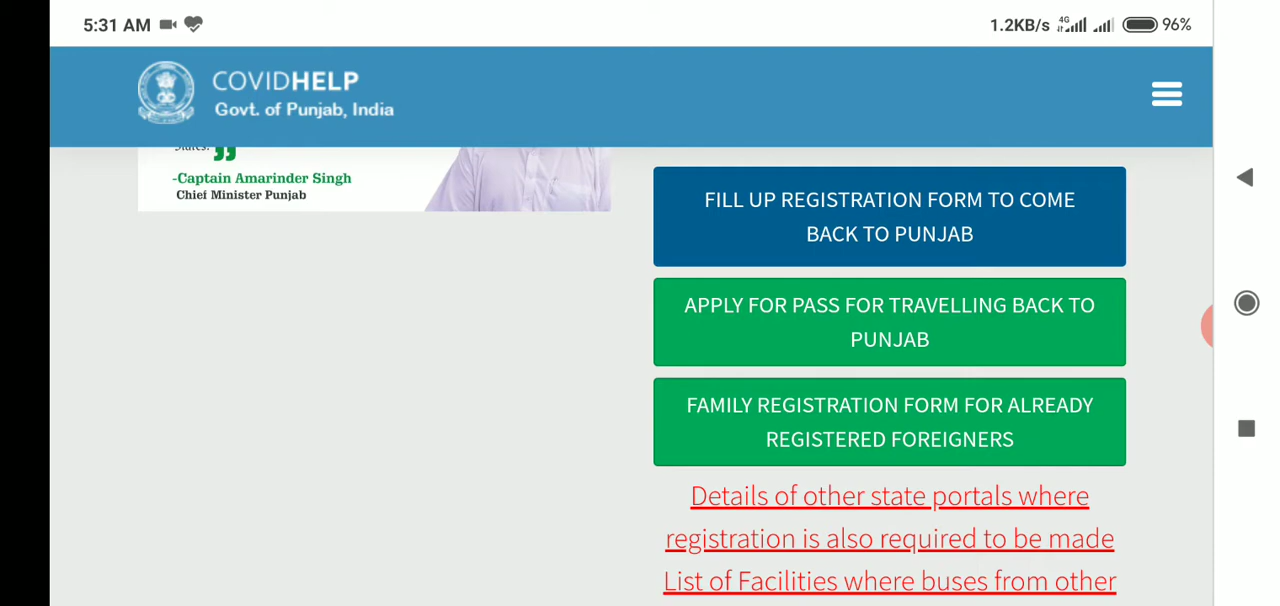 5:31 AM
1.2KB/s 4G 96%
COVIDHELP
Govt. of Punjab, India
-Captain Amarinder Singh
Chief Minister Punjab
FILL UP REGISTRATION FORM TO COME
BACK TO PUNJAB
APPLY FOR PASS FOR TRAVELLING BACK TO
PUNJAB
FAMILY REGISTRATION FORM FOR ALREADY
REGISTERED FOREIGNERS
Details of other state portals where
registration is also required to be made
List of Facilities where buses from other